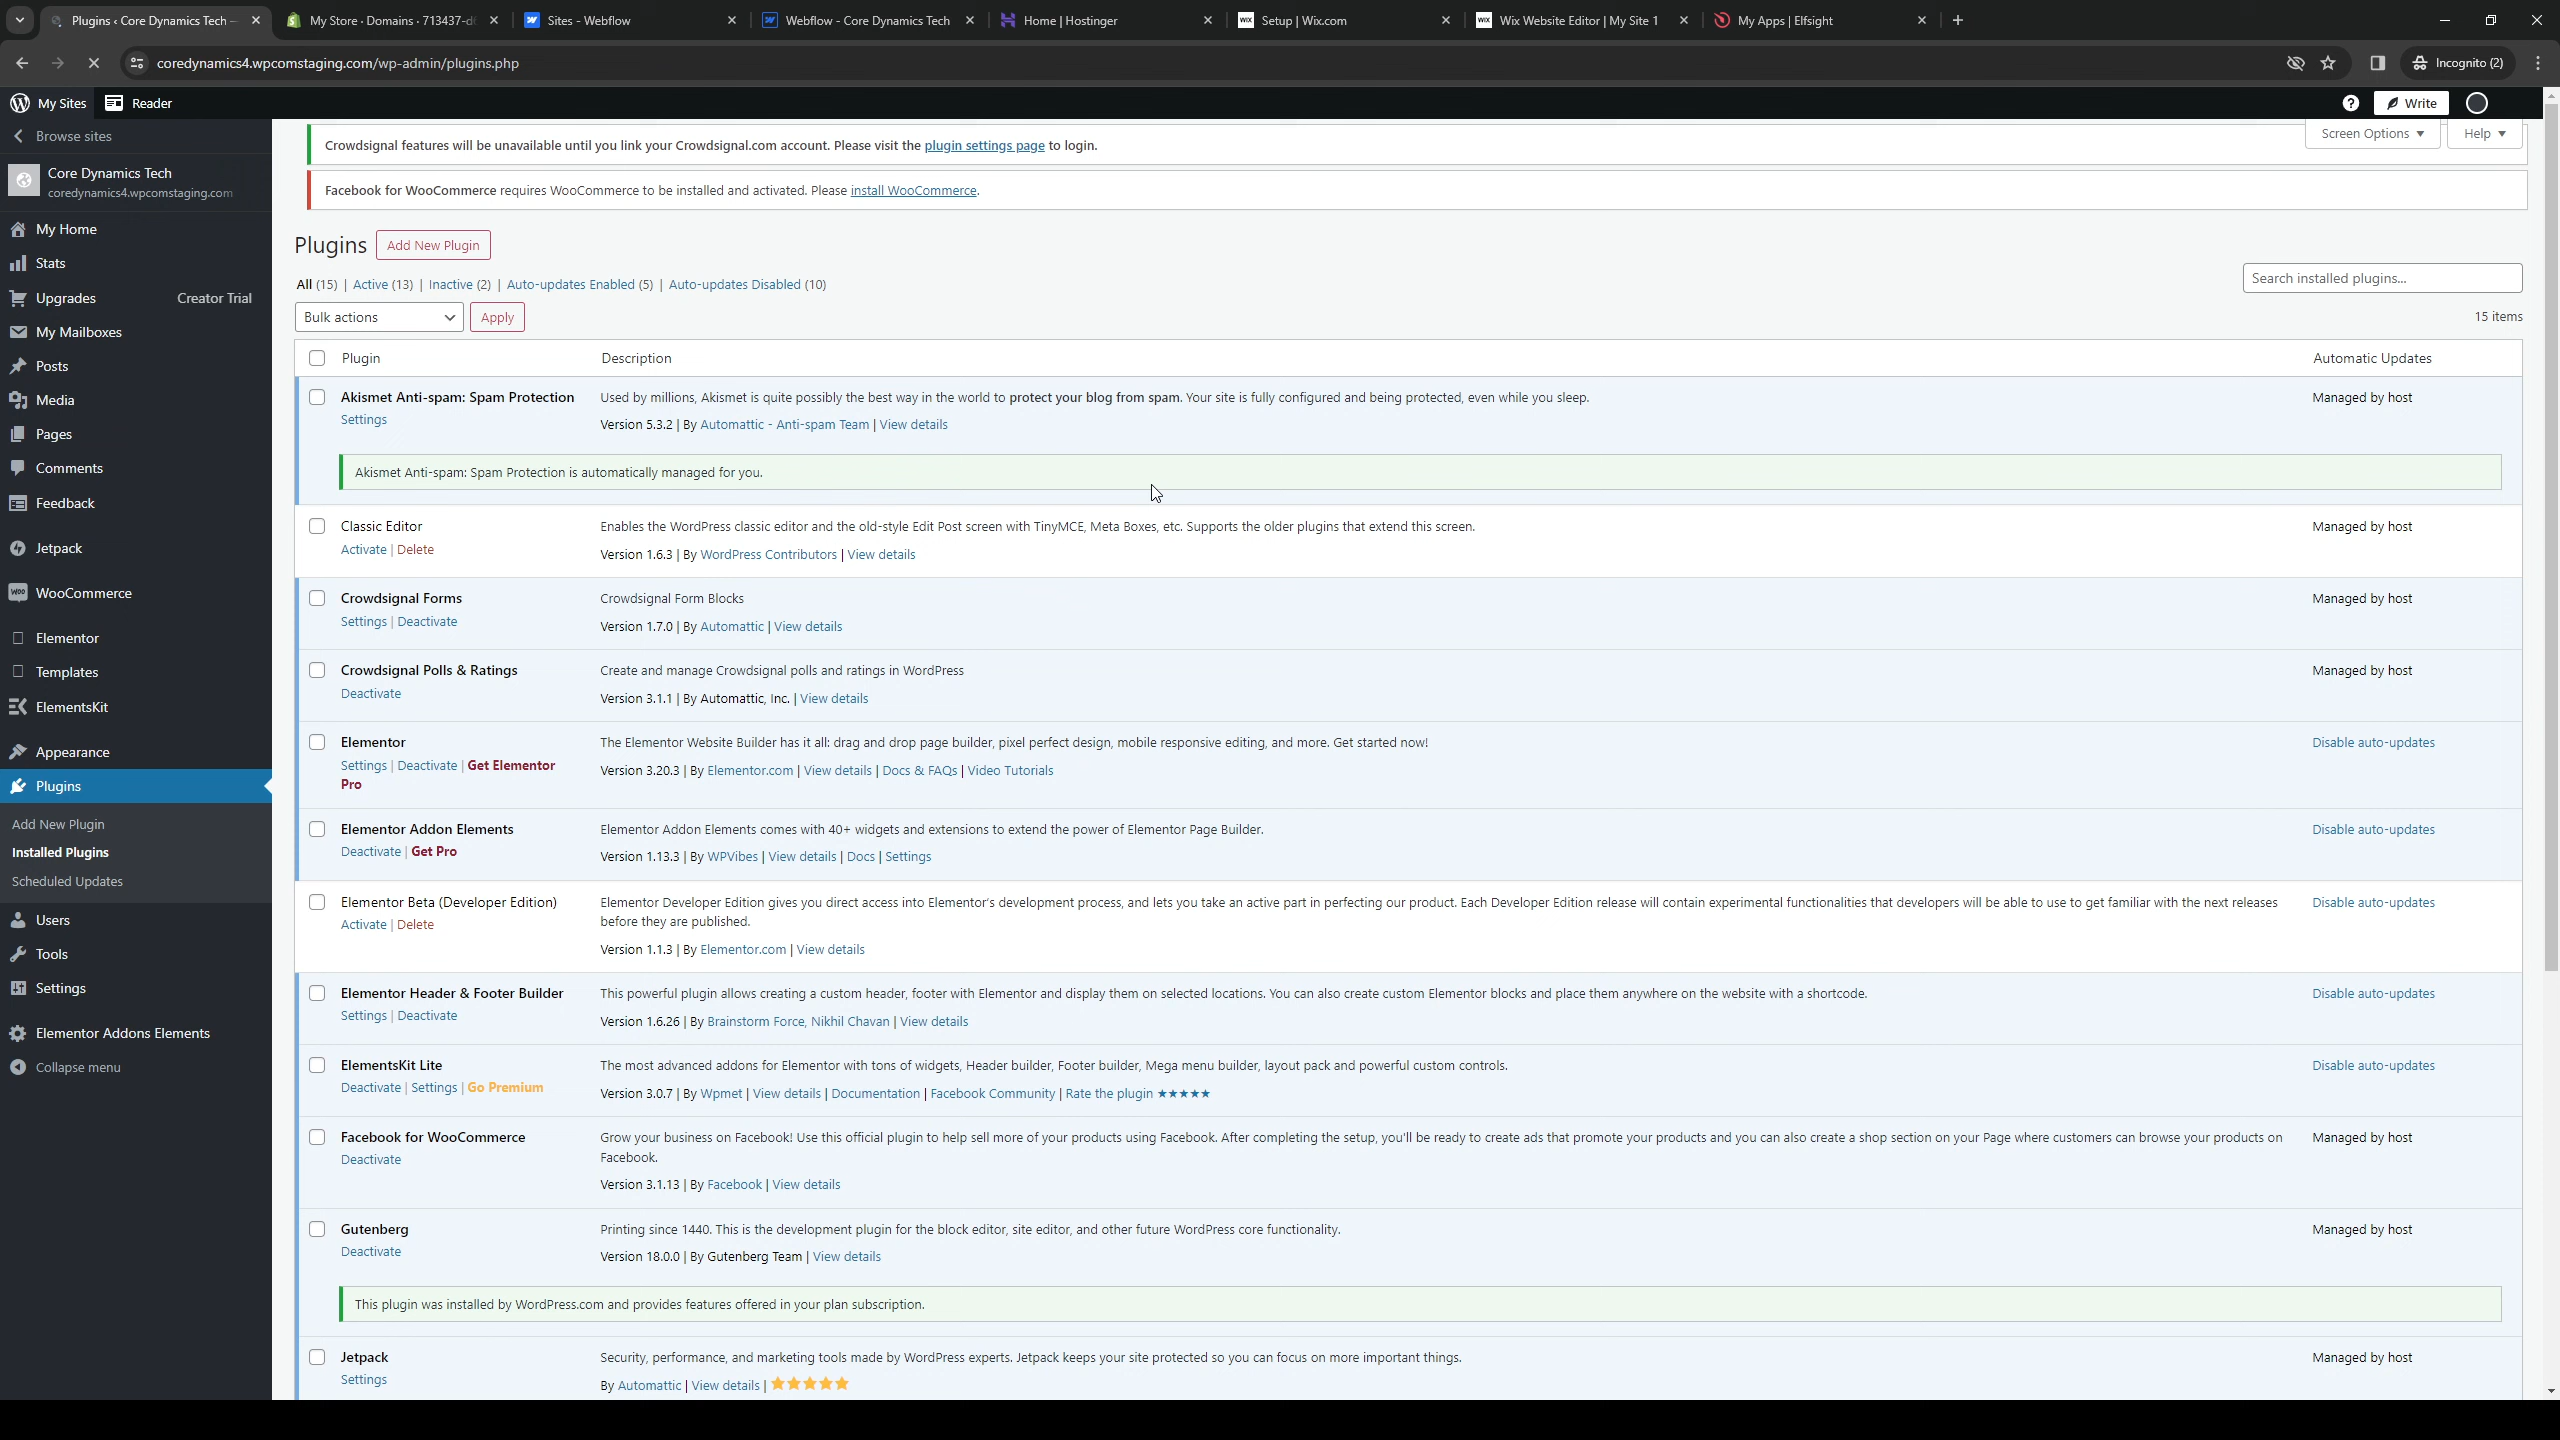 Plugins ‹ Core Dynamics Tech –
My Store · Domains · 713437-d
Sites - Webflow
Webflow - Core Dynamics Tech
Home | Hostinger
Setup | Wix.com
Wix Website Editor | My Site 1
My Apps | Elfsight
coredynamics4.wpcomstaging.com/wp-admin/plugins.php
Incognito (2)
My Sites
Reader
Write
Browse sites
Core Dynamics Tech
coredynamics4.wpcomstaging.com
My Home
Stats
Upgrades
Creator Trial
My Mailboxes
Posts
Media
Pages
Comments
Feedback
Jetpack
WooCommerce
Elementor
Templates
ElementsKit
Appearance
Plugins
Add New Plugin
Installed Plugins
Scheduled Updates
Users
Tools
Settings
Elementor Addons Elements
Collapse menu
Screen Options
Help
Crowdsignal features will be unavailable until you link your Crowdsignal.com account. Please visit the plugin settings page to login.
Facebook for WooCommerce requires WooCommerce to be installed and activated. Please install WooCommerce.
Plugins
Add New Plugin
All (15) | Active (13) | Inactive (2) | Auto-updates Enabled (5) | Auto-updates Disabled (10)
Search installed plugins...
Bulk actions
Apply
15 items
Plugin
Description
Automatic Updates
Akismet Anti-spam: Spam Protection
Settings
Used by millions, Akismet is quite possibly the best way in the world to protect your blog from spam. Your site is fully configured and being protected, even while you sleep.
Version 5.3.2 | By Automattic - Anti-spam Team | View details
Managed by host
Akismet Anti-spam: Spam Protection is automatically managed for you.
Classic Editor
Activate | Delete
Enables the WordPress classic editor and the old-style Edit Post screen with TinyMCE, Meta Boxes, etc. Supports the older plugins that extend this screen.
Version 1.6.3 | By WordPress Contributors | View details
Managed by host
Crowdsignal Forms
Settings | Deactivate
Crowdsignal Form Blocks
Version 1.7.0 | By Automattic | View details
Managed by host
Crowdsignal Polls & Ratings
Deactivate
Create and manage Crowdsignal polls and ratings in WordPress
Version 3.1.1 | By Automattic, Inc. | View details
Managed by host
Elementor
Settings | Deactivate | Get Elementor
Pro
The Elementor Website Builder has it all: drag and drop page builder, pixel perfect design, mobile responsive editing, and more. Get started now!
Version 3.20.3 | By Elementor.com | View details | Docs & FAQs | Video Tutorials
Disable auto-updates
Elementor Addon Elements
Deactivate | Get Pro
Elementor Addon Elements comes with 40+ widgets and extensions to extend the power of Elementor Page Builder.
Version 1.13.3 | By WPVibes | View details | Docs | Settings
Disable auto-updates
Elementor Beta (Developer Edition)
Activate | Delete
Elementor Developer Edition gives you direct access into Elementor's development process, and lets you take an active part in perfecting our product. Each Developer Edition release will contain experimental functionalities that developers will be able to use to get familiar with the next releases
before they are published.
Version 1.1.3 | By Elementor.com | View details
Disable auto-updates
Elementor Header & Footer Builder
Settings | Deactivate
This powerful plugin allows creating a custom header, footer with Elementor and display them on selected locations. You can also create custom Elementor blocks and place them anywhere on the website with a shortcode.
Version 1.6.26 | By Brainstorm Force, Nikhil Chavan | View details
Disable auto-updates
ElementsKit Lite
Deactivate | Settings | Go Premium
The most advanced addons for Elementor with tons of widgets, Header builder, Footer builder, Mega menu builder, layout pack and powerful custom controls.
Version 3.0.7 | By Wpmet | View details | Documentation | Facebook Community | Rate the plugin ★★★★★
Disable auto-updates
Facebook for WooCommerce
Deactivate
Grow your business on Facebook! Use this official plugin to help sell more of your products using Facebook. After completing the setup, you'll be ready to create ads that promote your products and you can also create a shop section on your Page where customers can browse your products on
Facebook.
Version 3.1.13 | By Facebook | View details
Managed by host
Gutenberg
Deactivate
Printing since 1440. This is the development plugin for the block editor, site editor, and other future WordPress core functionality.
Version 18.0.0 | By Gutenberg Team | View details
Managed by host
This plugin was installed by WordPress.com and provides features offered in your plan subscription.
Jetpack
Settings
Security, performance, and marketing tools made by WordPress experts. Jetpack keeps your site protected so you can focus on more important things.
By Automattic | View details | ★★★★★
Managed by host